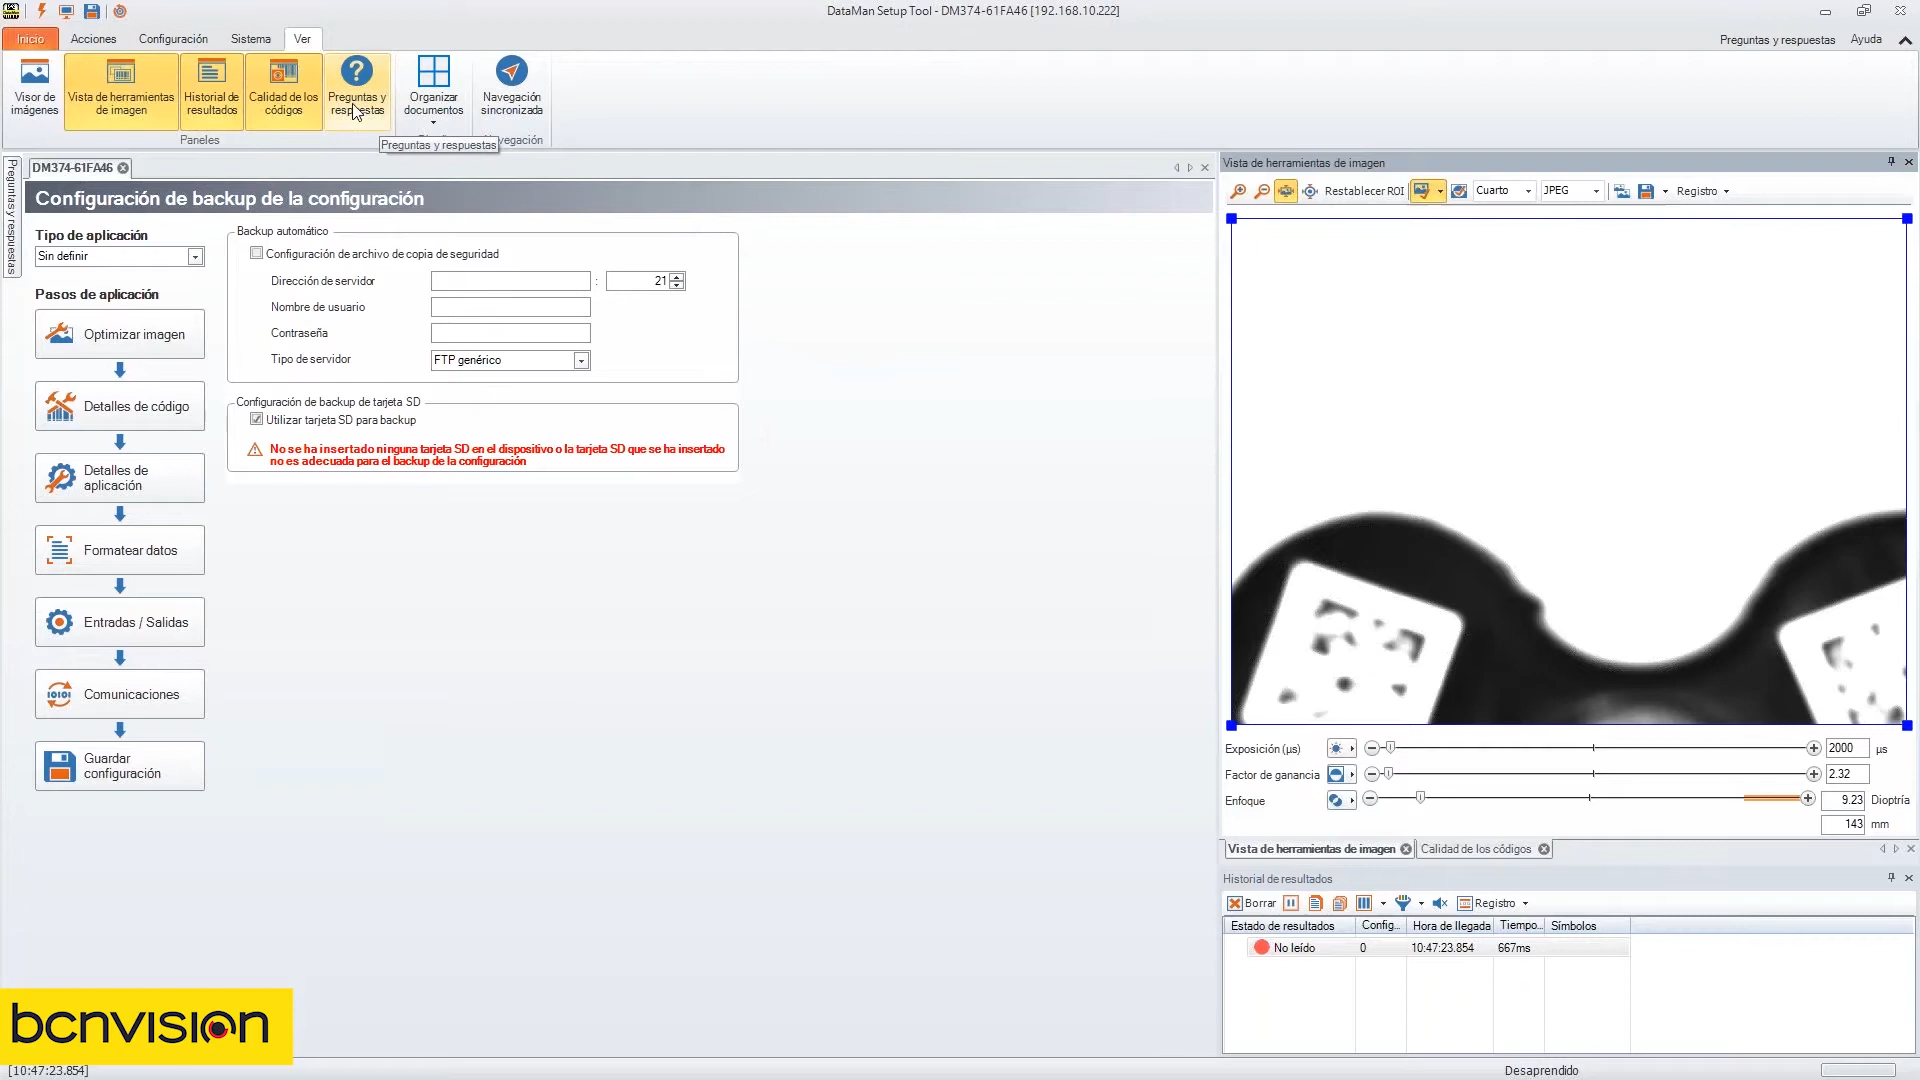 DataMan Setup Tool - DM374-61FA46 [192.168.10.222]
Inicio
Acciones
Configuración
Sistema
Ver
Preguntas y respuestas
Ayuda
Visor de
imágenes
Vista de herramientas
de imagen
Historial de
resultados
Calidad de los
códigos
Preguntas y
respuestas
Organizar
documentos
Navegación
sincronizada
Paneles
Navegación
Preguntas y respuestas
Preguntas y respuestas
DM374-61FA46
Configuración de backup de la configuración
Tipo de aplicación
Sin definir
Pasos de aplicación
Optimizar imagen
Detalles de código
Detalles de
aplicación
Formatear datos
Entradas / Salidas
Comunicaciones
Guardar
configuración
Backup automático
Configuración de archivo de copia de seguridad
Dirección de servidor
:
21
Nombre de usuario
Contraseña
Tipo de servidor
FTP genérico
Configuración de backup de tarjeta SD
Utilizar tarjeta SD para backup
No se ha insertado ninguna tarjeta SD en el dispositivo o la tarjeta SD que se ha insertado
no es adecuada para el backup de la configuración
Vista de herramientas de imagen
Restablecer ROI
Cuarto
JPEG
Registro
Exposición (µs)
2000
µs
Factor de ganancia
2.32
Enfoque
9.23
Dioptría
143
mm
Vista de herramientas de imagen
Calidad de los códigos
Historial de resultados
Borrar
Registro
Estado de resultados
Config...
Hora de llegada
Tiempo...
Símbolos
No leído
0
10:47:23.854
667ms
bcnvision
[10:47:23.854]
Desaprendido